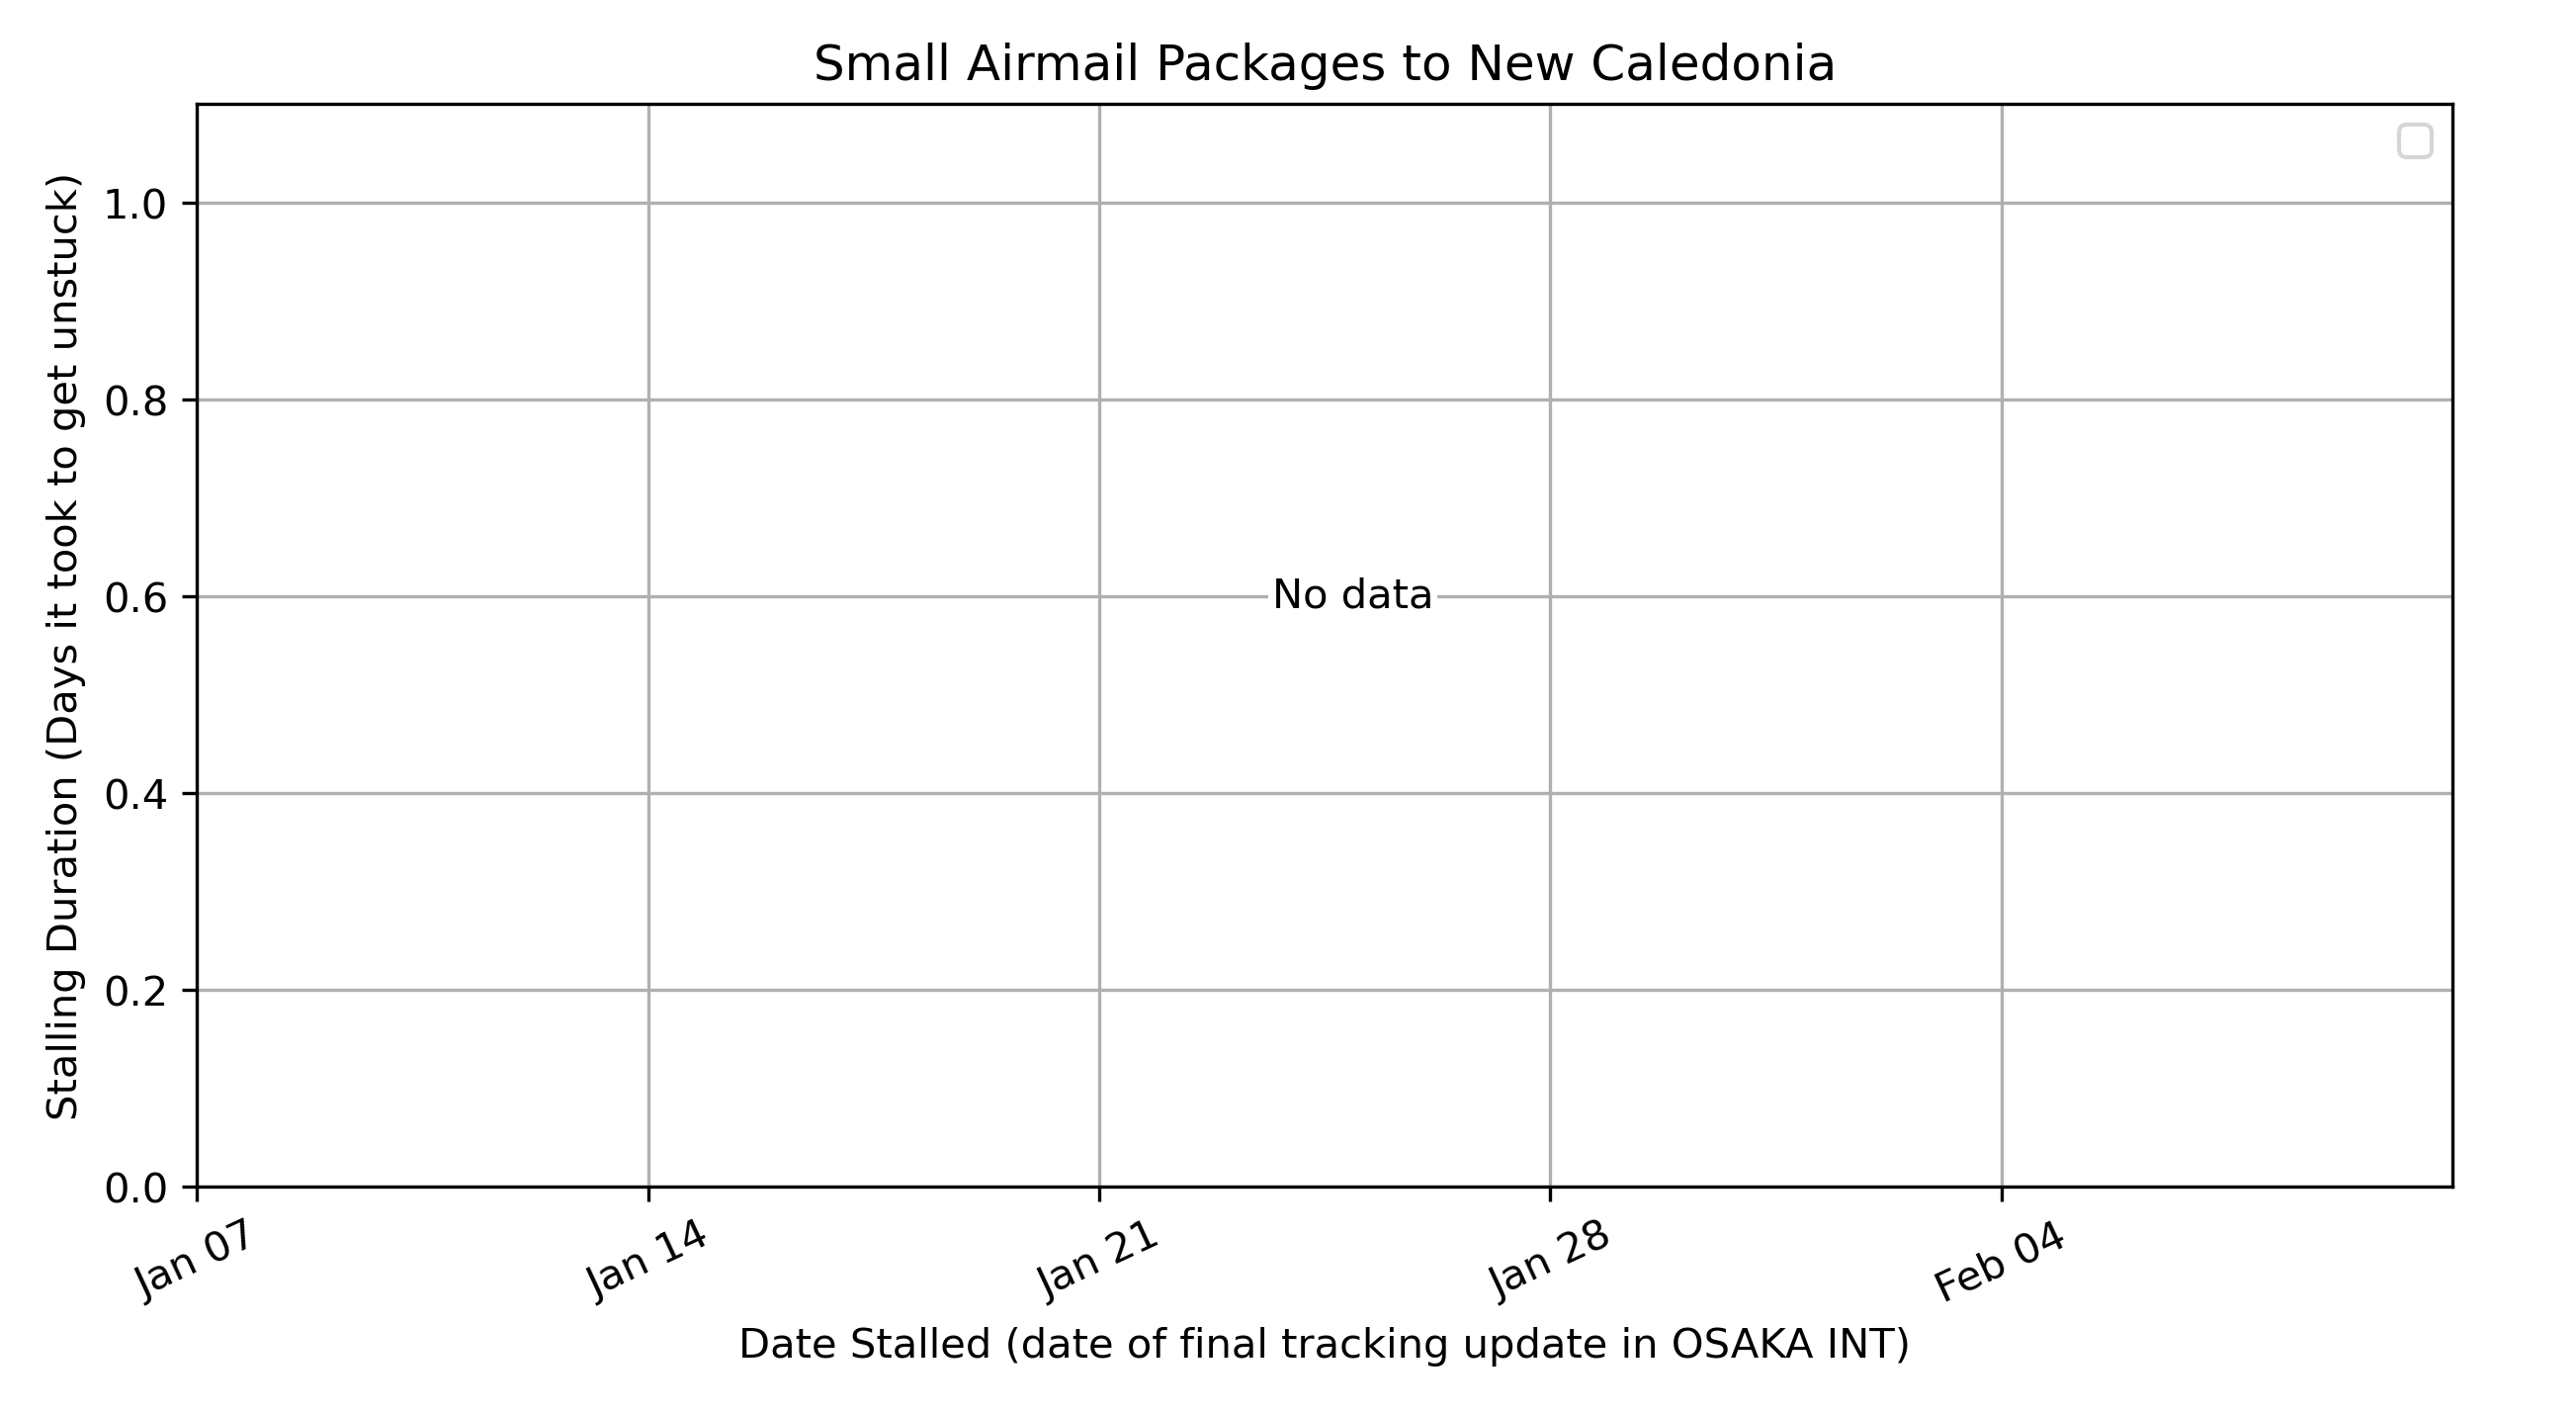 Small Airmail Packages to New Caledonia
Stalling Duration (Days it took to get unstuck)
1.0
0.8
0.6
0.4
0.2
0.0
No data
Jan 07
Jan 14
Jan 21
Jan 28
Feb 04
Date Stalled (date of final tracking update in OSAKA INT)